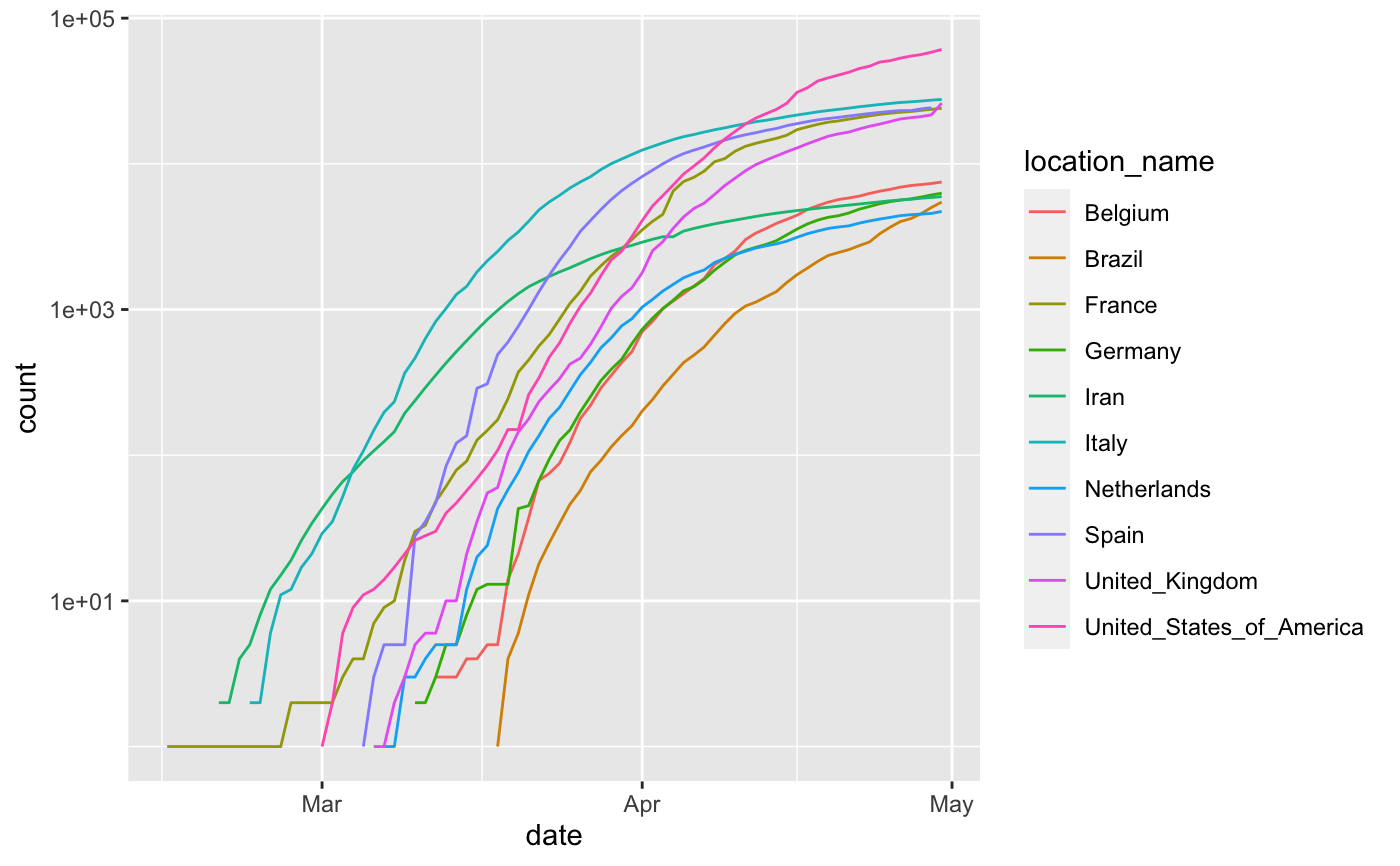 1e+05
1e+03
1e+01
count
Mar
Apr
May
date
location_name
Belgium
Brazil
France
Germany
Iran
Italy
Netherlands
Spain
United_Kingdom
United_States_of_America